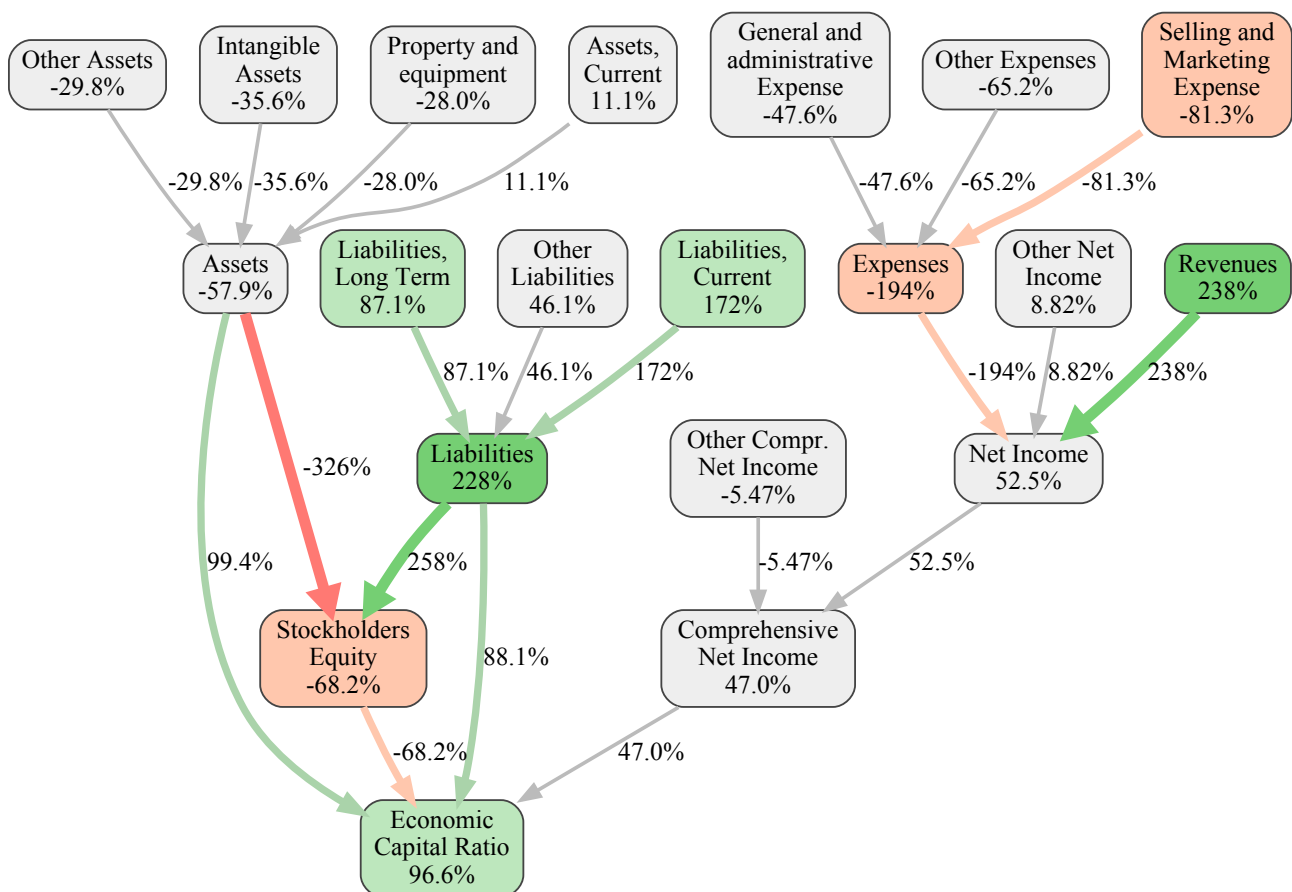 Other Assets
-29.8%
Intangible
Assets
-35.6%
Property and
equipment
-28.0%
Assets,
Current
11.1%
General and
administrative
Expense
-47.6%
Other Expenses
-65.2%
Selling and
Marketing
Expense
-81.3%
-29.8%
-35.6%
-28.0%
11.1%
-47.6%
-65.2%
-81.3%
Assets
-57.9%
Liabilities,
Long Term
87.1%
Other
Liabilities
46.1%
Liabilities,
Current
172%
Expenses
-194%
Other Net
Income
8.82%
Revenues
238%
87.1%
46.1%
172%
-194%
8.82%
238%
-326%
Liabilities
228%
Other Compr.
Net Income
-5.47%
Net Income
52.5%
99.4%
258%
-5.47%
52.5%
Stockholders
Equity
-68.2%
88.1%
Comprehensive
Net Income
47.0%
-68.2%
47.0%
Economic
Capital Ratio
96.6%